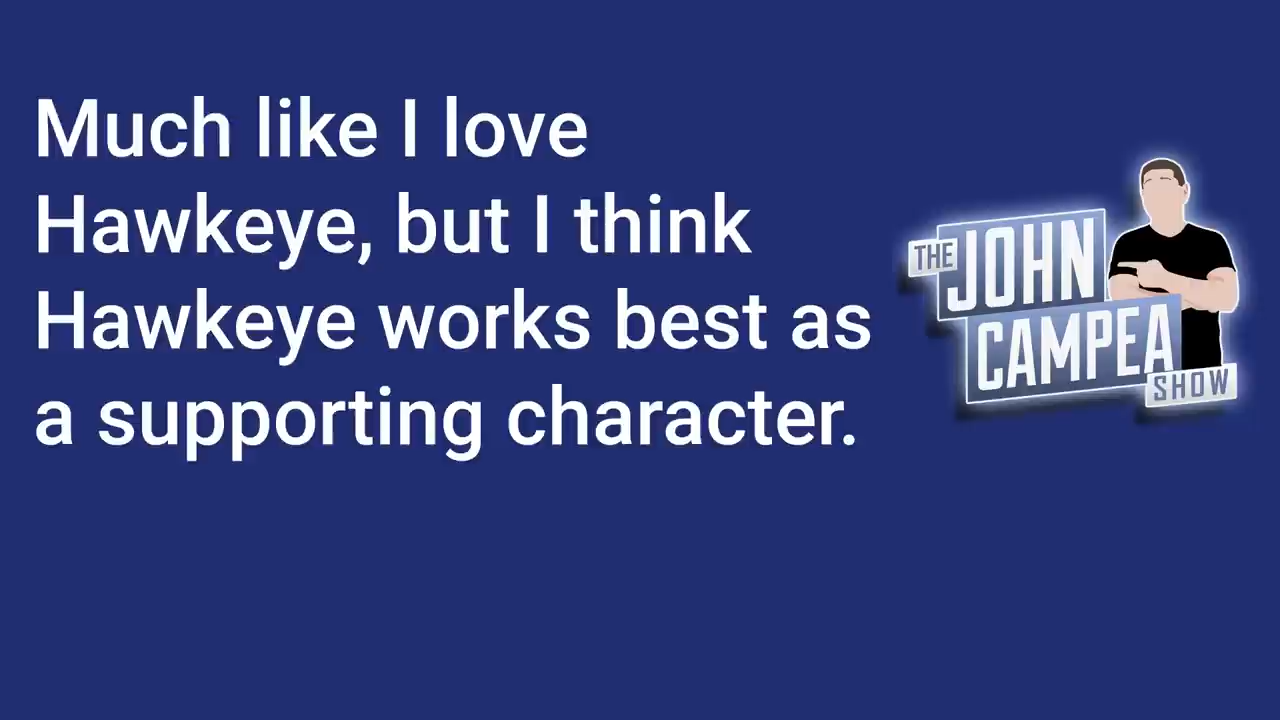 Much like I love
Hawkeye, but I think
Hawkeye works best as
a supporting character.
THE
JOHN
CAMPEA
SHOW